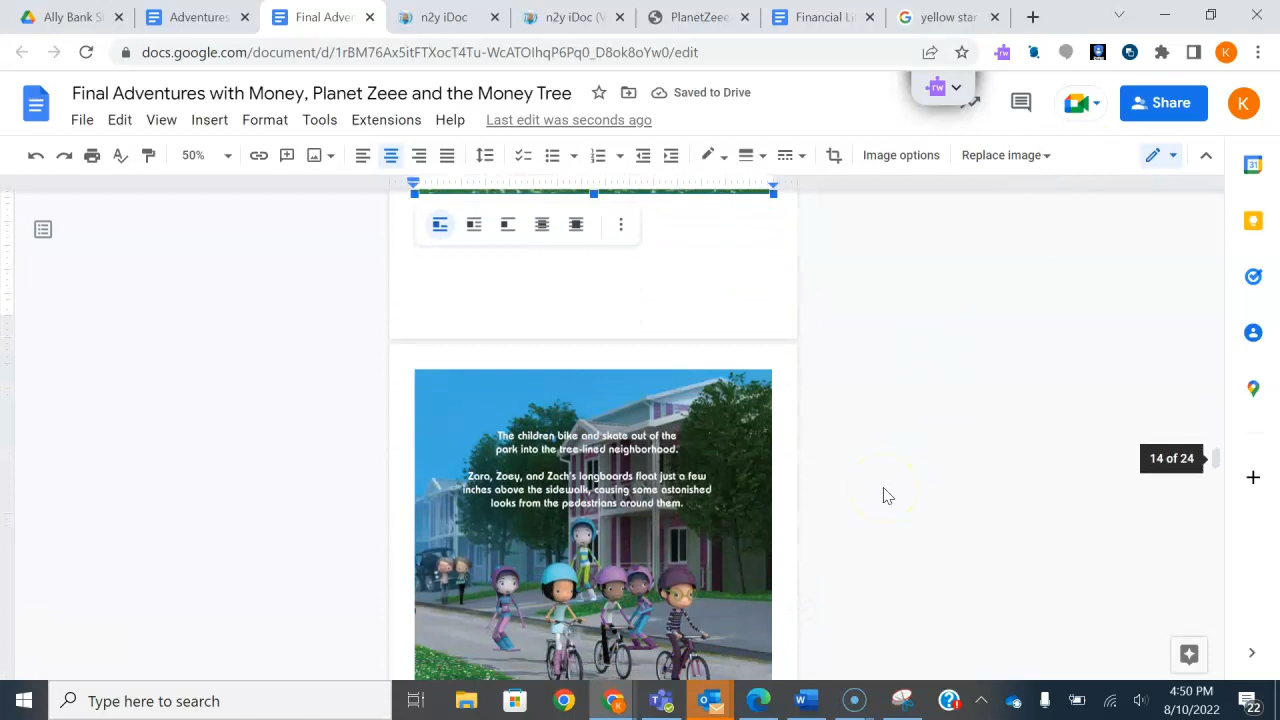 Ally Sk
Adventures
Final Adven
n2y iDoc
n2y iDoc (V
PlanetZeee
Financial Li
yellow star
docs.google.com/document/d/1rBM76Ax5itFTXocT4Tu-WcATOIhqP6Pq0_D8ok8oYw0/edit
K
rw
Final Adventures with Money, Planet Zeee and the Money Tree
Saved to Drive
Share
K
File Edit View Insert Format Tools Extensions Help Last edit was seconds ago
50%
Image options
Replace image
31
The children bike and skate out of the
park into the tree-lined neighborhood.
Zara, Zoey, and Zach's longboards float just a few
inches above the sidewalk, causing some astonished
looks from the pedestrians around them.
14 of 24
Type here to search
4:50 PM
8/10/2022
22